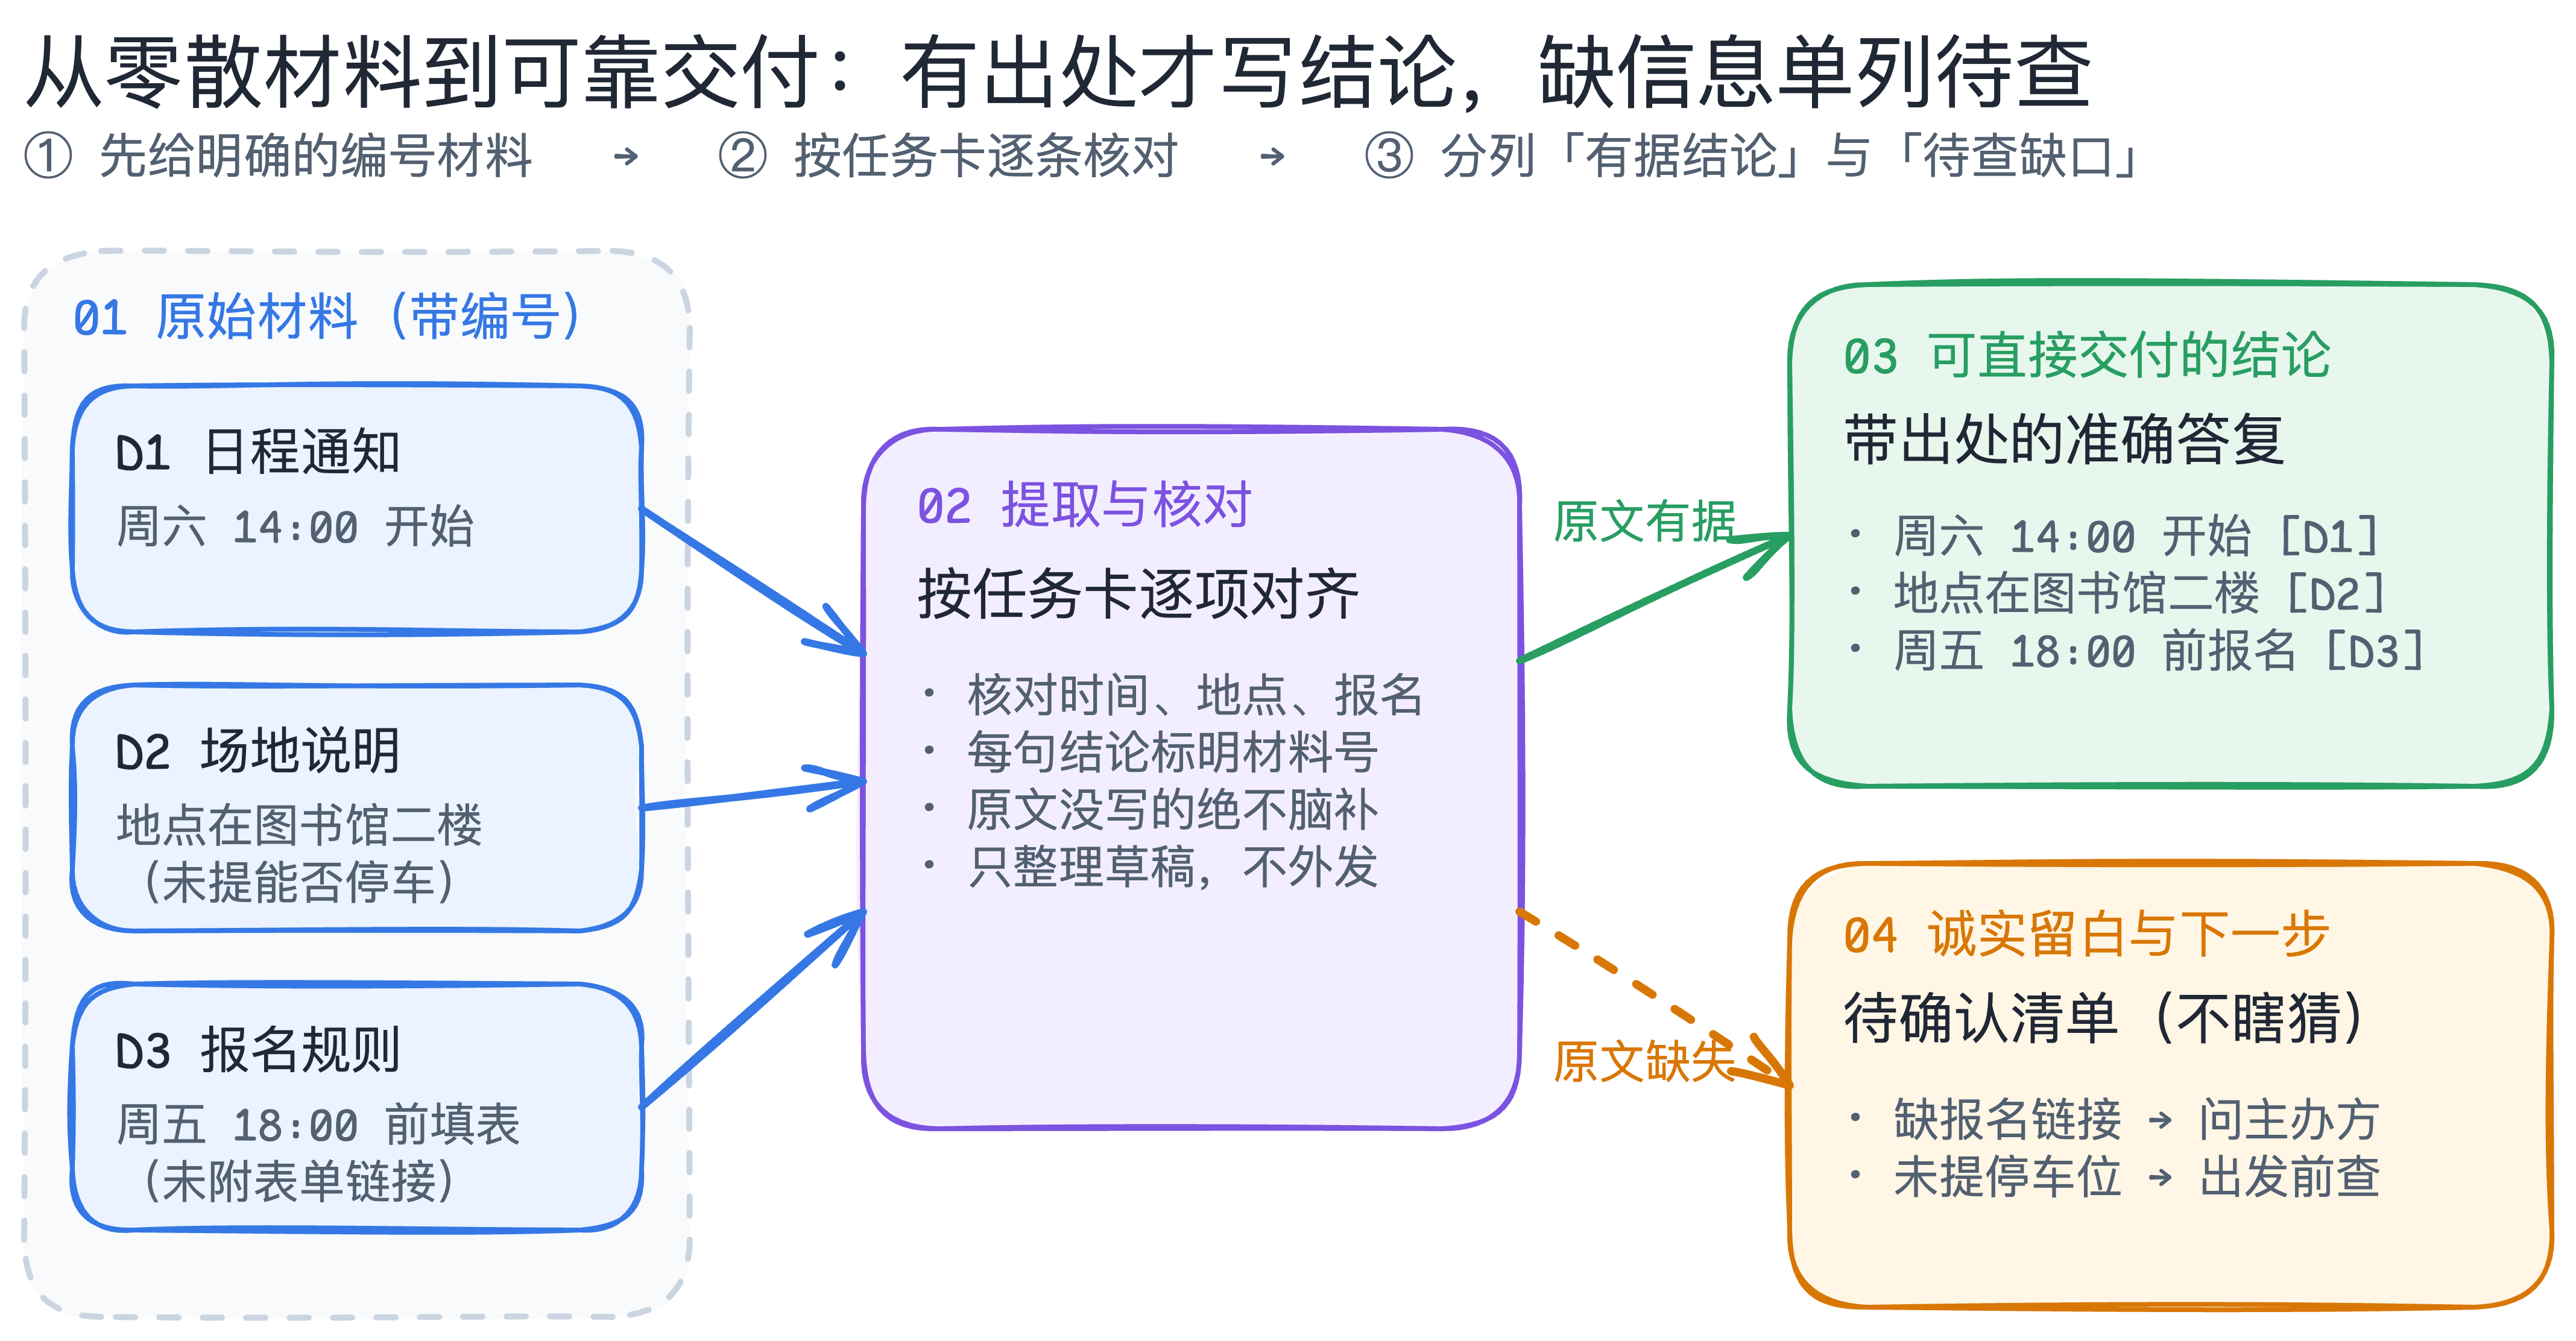 从零散材料到可靠交付：有出处才写结论，缺信息单列待查
① 先给明确的编号材料 → ② 按任务卡逐条核对 → ③ 分列「有据结论」与「待查缺口」
01 原始材料（带编号）
D1 日程通知
周六 14:00 开始
D2 场地说明
地点在图书馆二楼
（未提能否停车）
D3 报名规则
周五 18:00 前填表
（未附表单链接）
02 提取与核对
按任务卡逐项对齐
· 核对时间、地点、报名
· 每句结论标明材料号
· 原文没写的绝不脑补
· 只整理草稿，不外发
原文有据
原文缺失
03 可直接交付的结论
带出处的准确答复
· 周六 14:00 开始 [D1]
· 地点在图书馆二楼 [D2]
· 周五 18:00 前报名 [D3]
04 诚实留白与下一步
待确认清单（不瞎猜）
· 缺报名链接 → 问主办方
· 未提停车位 → 出发前查